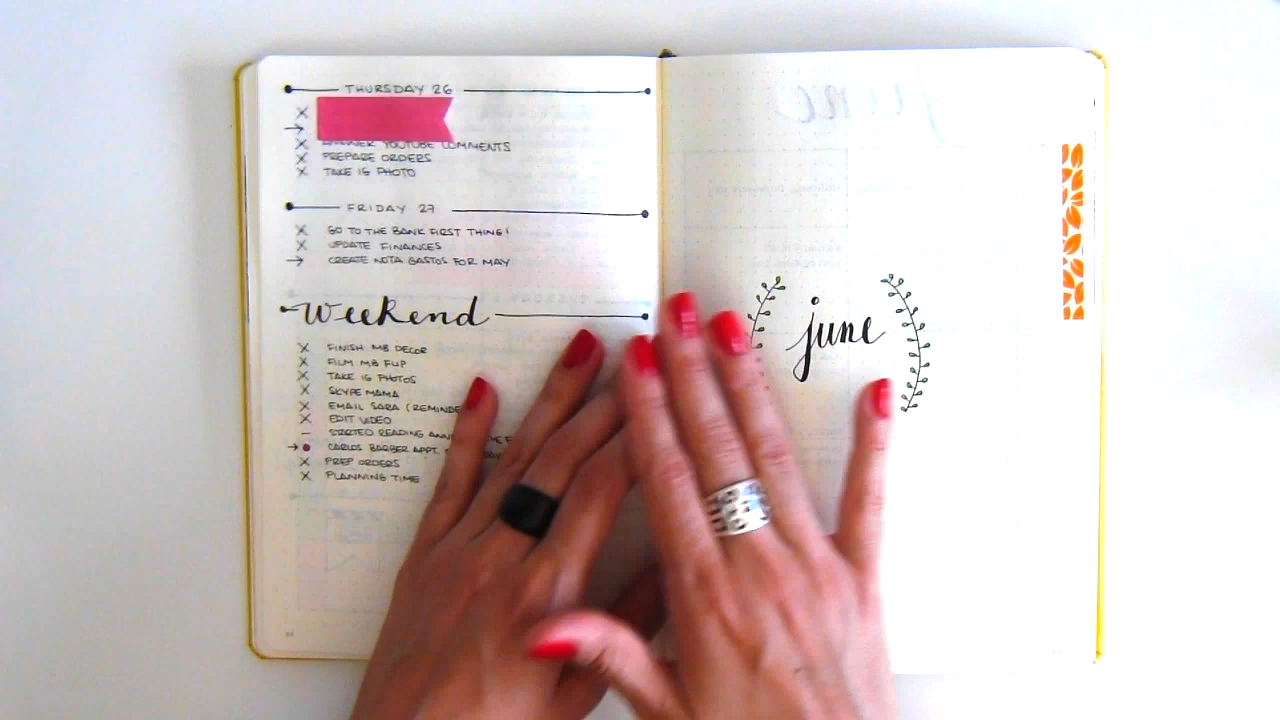 THURSDAY 26
X
→
X ANSWER YOUTUBE COMMENTS
X PREPARE ORDERS
X TAKE IG PHOTO
FRIDAY 27
X GO TO THE BANK FIRST THING!
X UPDATE FINANCES
→ CREATE NOTA GASTOS FOR MAY
weekend
X FINISH MB DECOR
X FILM MB FLIP
X TAKE IG PHOTOS
X SKYPE MAMA
X EMAIL SARA (REMINDE
X EDIT VIDEO
– STARTED READING
→ ● CARLOS BARBER APPT.
X PREP ORDERS
X PLANNING TIME
june